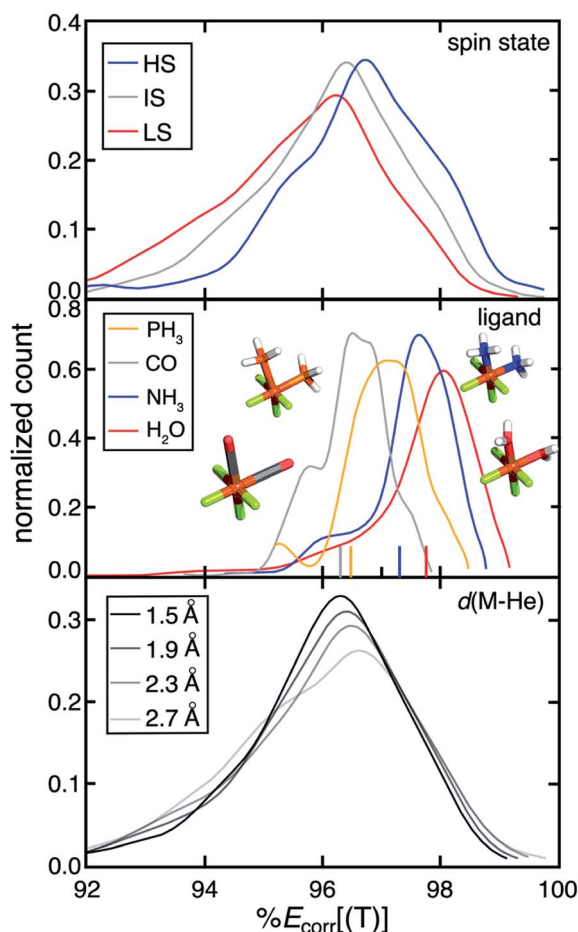 spin state
HS
IS
LS
0.4
0.3
0.2
0.1
0.0
ligand
PH₃
CO
NH₃
H₂O
0.8
0.6
0.4
0.2
0.0
normalized count
d(M-He)
1.5 Å
1.9 Å
2.3 Å
2.7 Å
0.3
0.2
0.1
0.0
92 94 96 98 100
%E_corr[(T)]